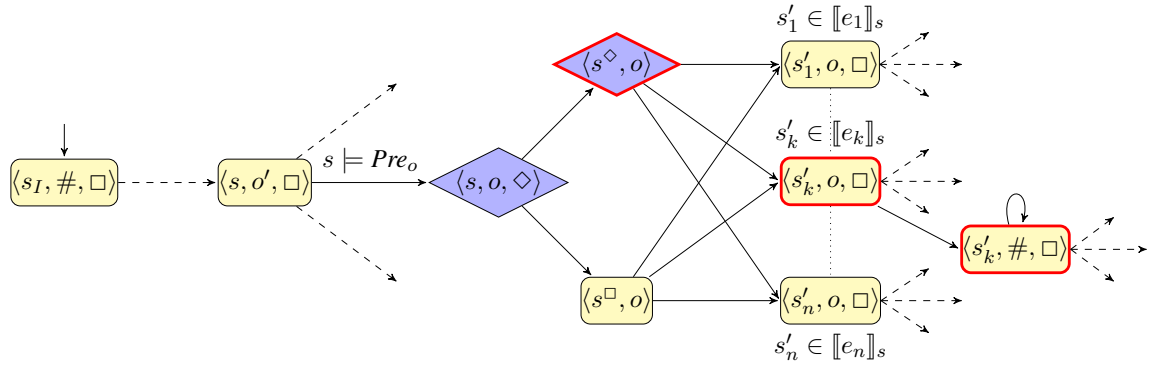 s′₁ ∈ ⟦e₁⟧ₛ
⟨s^◇, o⟩
⟨s′₁, o, □⟩
s′ₖ ∈ ⟦eₖ⟧ₛ
s ⊨ Preₒ
⟨s_I, #, □⟩
⟨s, o′, □⟩
⟨s, o, ◇⟩
⟨s′ₖ, o, □⟩
⟨s′ₖ, #, □⟩
⟨s^□, o⟩
⟨s′ₙ, o, □⟩
s′ₙ ∈ ⟦eₙ⟧ₛ